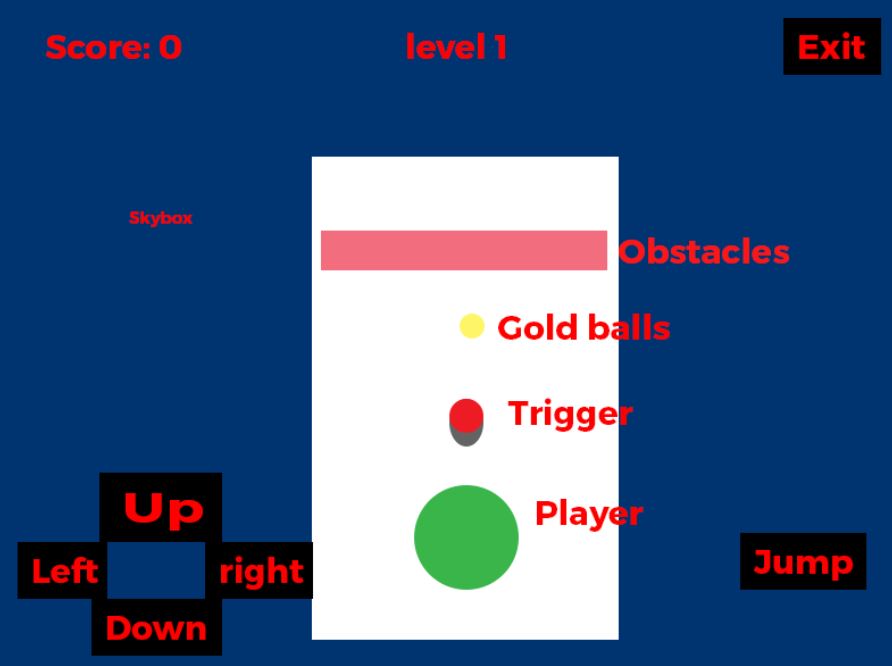 Score: 0
level 1
Exit
Skybox
Obstacles
Gold balls
Trigger
Player
Up
Left
right
Down
Jump